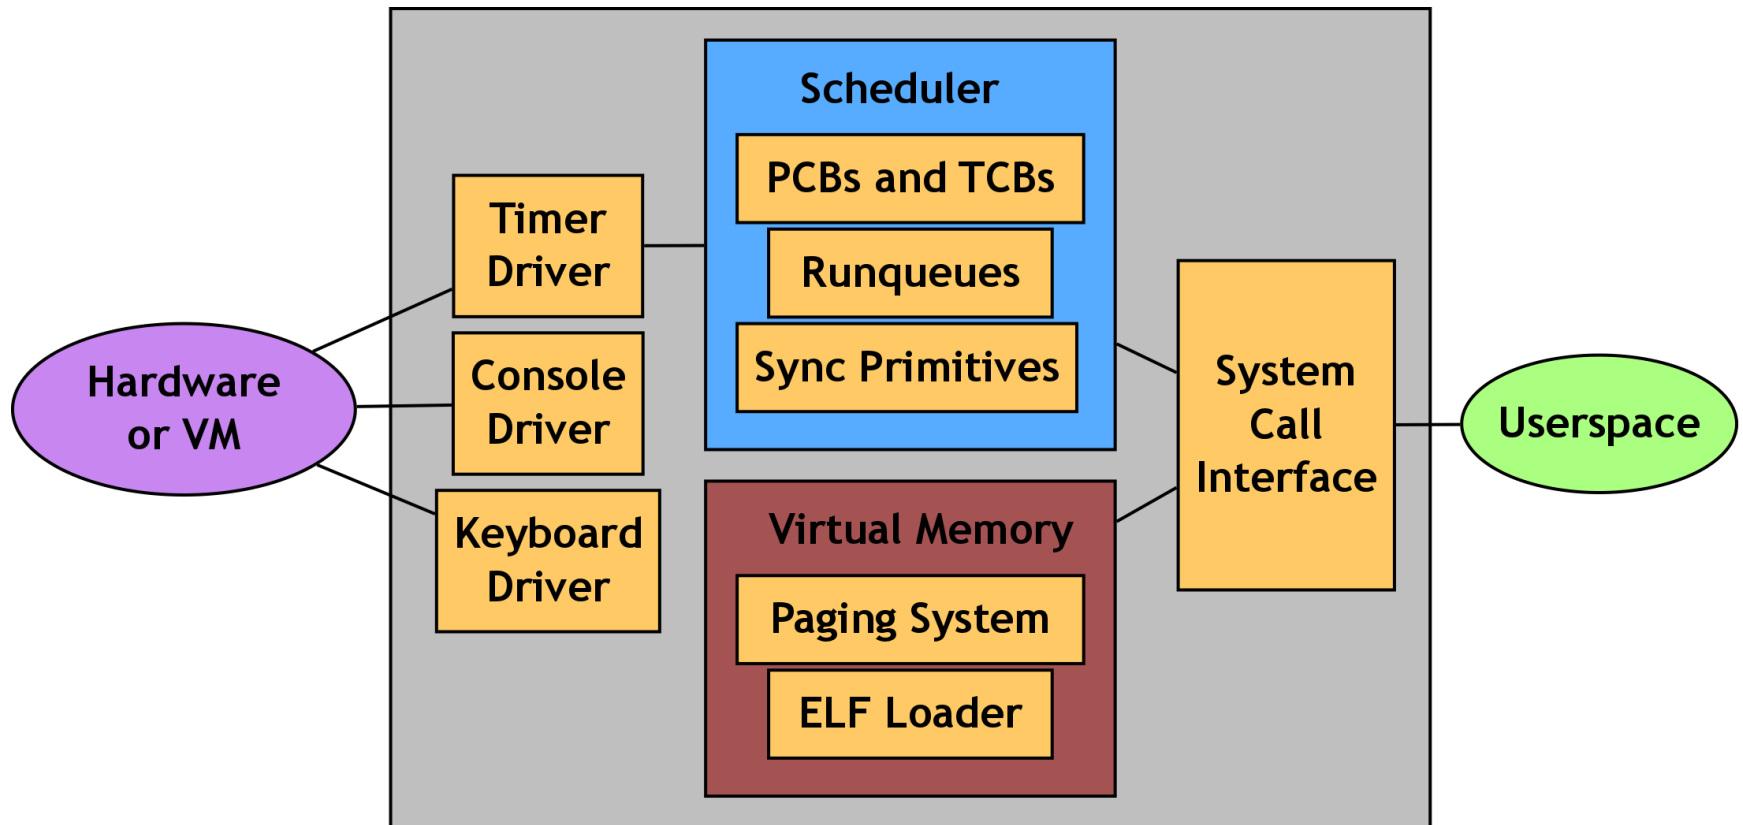 Hardware
or VM
Timer
Driver
Console
Driver
Keyboard
Driver
Scheduler
PCBs and TCBs
Runqueues
Sync Primitives
Virtual Memory
Paging System
ELF Loader
System
Call
Interface
Userspace